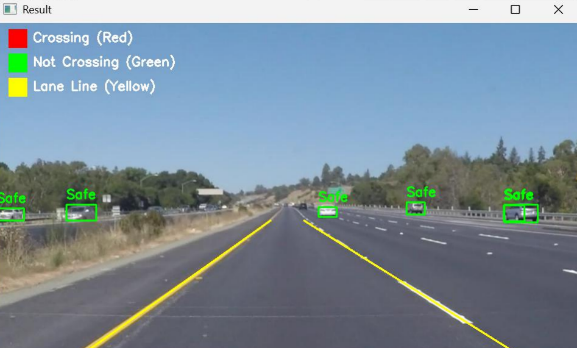 Result
Crossing (Red)
Not Crossing (Green)
Lane Line (Yellow)
Safe
Safe
Safe
Safe
Safe